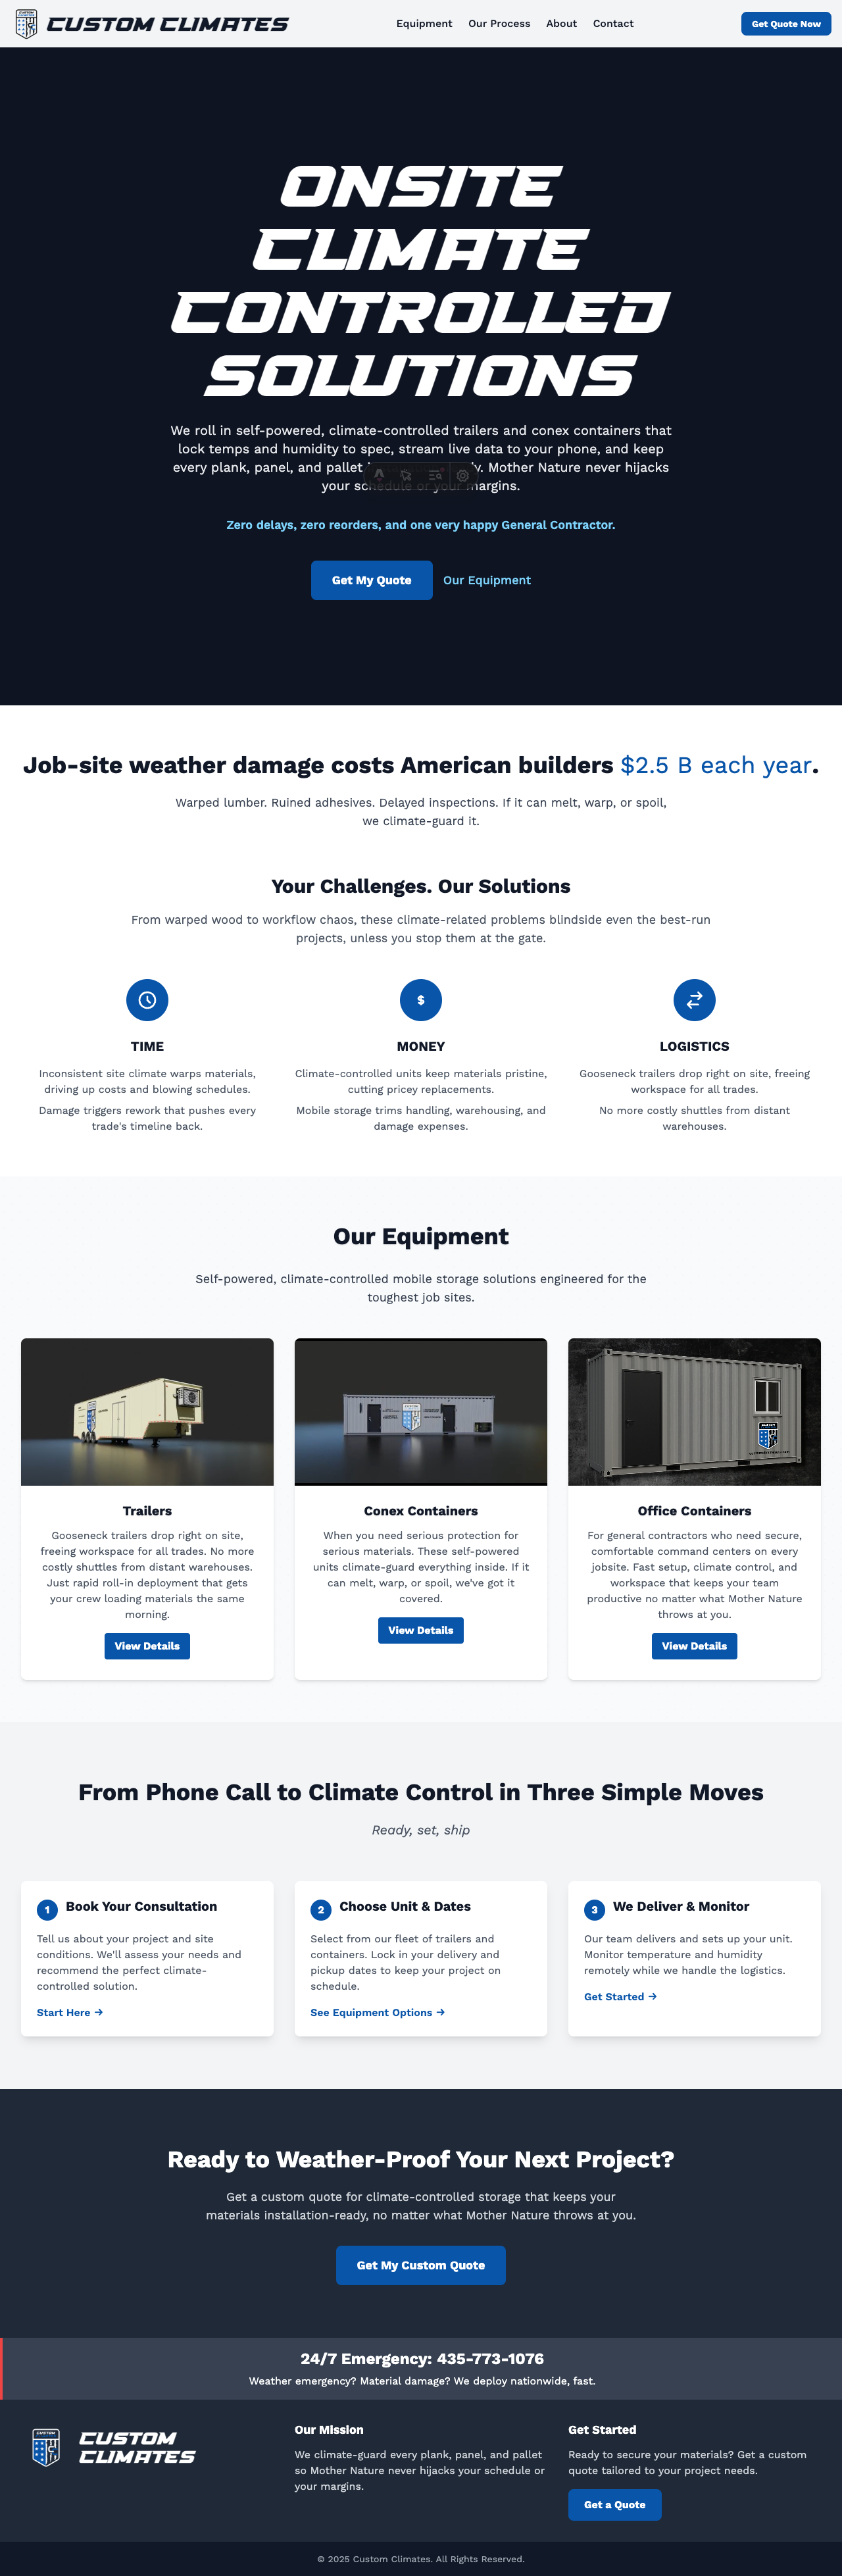 CUSTOM CLIMATES
Equipment Our Process About Contact
Get Quote Now
ONSITE
CLIMATE
CONTROLLED
SOLUTIONS
We roll in self-powered, climate-controlled trailers and conex containers that
lock temps and humidity to spec, stream live data to your phone, and keep
every plank, panel, and pallet . Mother Nature never hijacks
your schedule or your margins.
Zero delays, zero reorders, and one very happy General Contractor.
Get My Quote
Our Equipment
Job-site weather damage costs American builders $2.5 B each year.
Warped lumber. Ruined adhesives. Delayed inspections. If it can melt, warp, or spoil,
we climate-guard it.
Your Challenges. Our Solutions
From warped wood to workflow chaos, these climate-related problems blindside even the best-run
projects, unless you stop them at the gate.
TIME
Inconsistent site climate warps materials,
driving up costs and blowing schedules.
Damage triggers rework that pushes every
trade's timeline back.
$
MONEY
Climate-controlled units keep materials pristine,
cutting pricey replacements.
Mobile storage trims handling, warehousing, and
damage expenses.
LOGISTICS
Gooseneck trailers drop right on site, freeing
workspace for all trades.
No more costly shuttles from distant
warehouses.
Our Equipment
Self-powered, climate-controlled mobile storage solutions engineered for the
toughest job sites.
Trailers
Gooseneck trailers drop right on site,
freeing workspace for all trades. No more
costly shuttles from distant warehouses.
Just rapid roll-in deployment that gets
your crew loading materials the same
morning.
View Details
Conex Containers
When you need serious protection for
serious materials. These self-powered
units climate-guard everything inside. If it
can melt, warp, or spoil, we've got it
covered.
View Details
Office Containers
For general contractors who need secure,
comfortable command centers on every
jobsite. Fast setup, climate control, and
workspace that keeps your team
productive no matter what Mother Nature
throws at you.
View Details
From Phone Call to Climate Control in Three Simple Moves
Ready, set, ship
1 Book Your Consultation
Tell us about your project and site
conditions. We'll assess your needs and
recommend the perfect climate-
controlled solution.
Start Here →
2 Choose Unit & Dates
Select from our fleet of trailers and
containers. Lock in your delivery and
pickup dates to keep your project on
schedule.
See Equipment Options →
3 We Deliver & Monitor
Our team delivers and sets up your unit.
Monitor temperature and humidity
remotely while we handle the logistics.
Get Started →
Ready to Weather-Proof Your Next Project?
Get a custom quote for climate-controlled storage that keeps your
materials installation-ready, no matter what Mother Nature throws at you.
Get My Custom Quote
24/7 Emergency: 435-773-1076
Weather emergency? Material damage? We deploy nationwide, fast.
CUSTOM
CLIMATES
Our Mission
We climate-guard every plank, panel, and pallet
so Mother Nature never hijacks your schedule or
your margins.
Get Started
Ready to secure your materials? Get a custom
quote tailored to your project needs.
Get a Quote
© 2025 Custom Climates. All Rights Reserved.